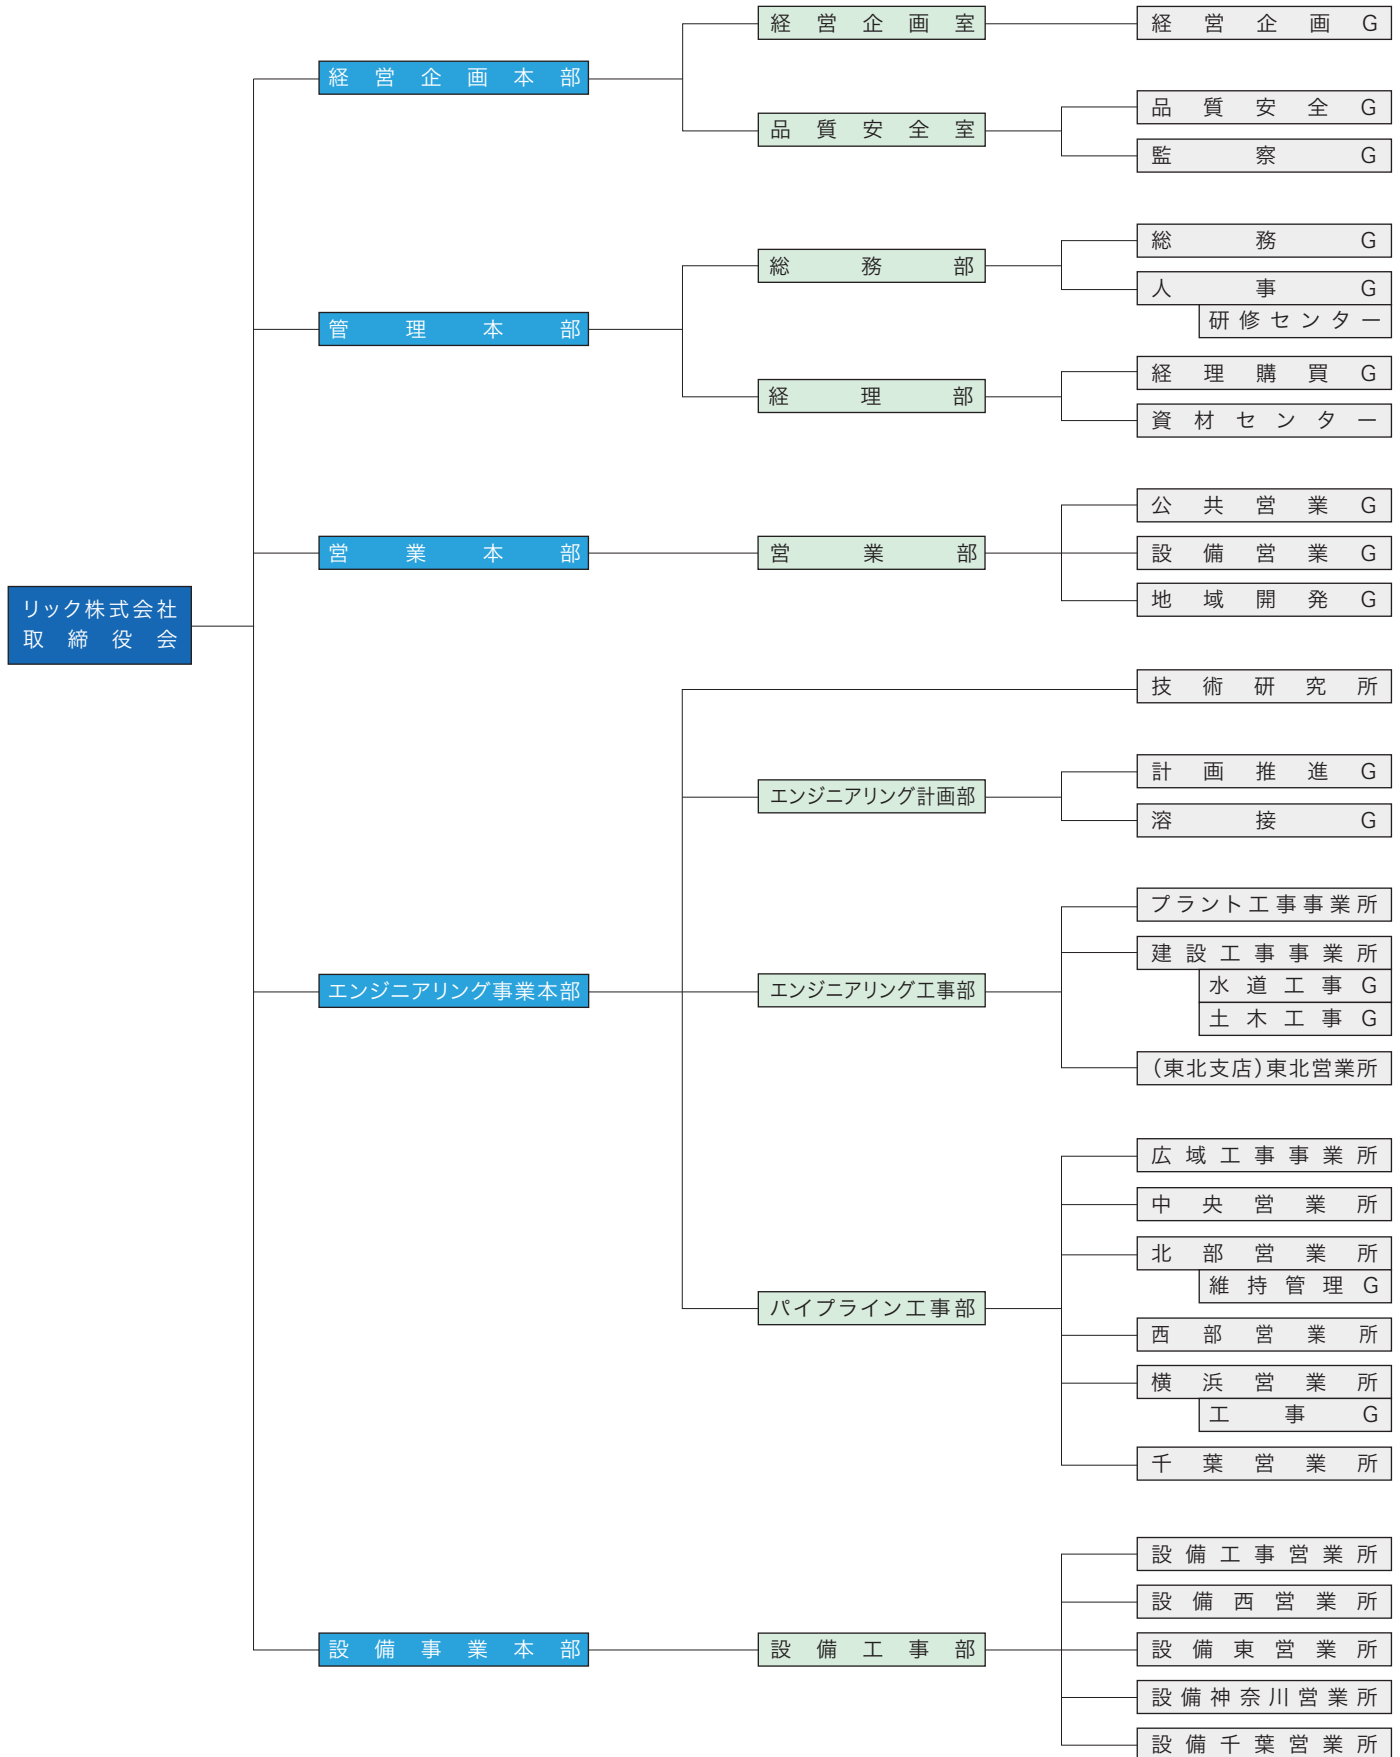 リック株式会社
取締役会
経営企画本部
経営企画室
経営企画G
品質安全室
品質安全G
監察G
管理本部
総務部
総務G
人事G
研修センター
経理部
経理購買G
資材センター
営業本部
営業部
公共営業G
設備営業G
地域開発G
エンジニアリング事業本部
技術研究所
エンジニアリング計画部
計画推進G
溶接G
エンジニアリング工事部
プラント工事事業所
建設工事事業所
水道工事G
土木工事G
(東北支店)東北営業所
パイプライン工事部
広域工事事業所
中央営業所
北部営業所
維持管理G
西部営業所
横浜営業所
工事G
千葉営業所
設備事業本部
設備工事部
設備工事営業所
設備西営業所
設備東営業所
設備神奈川営業所
設備千葉営業所